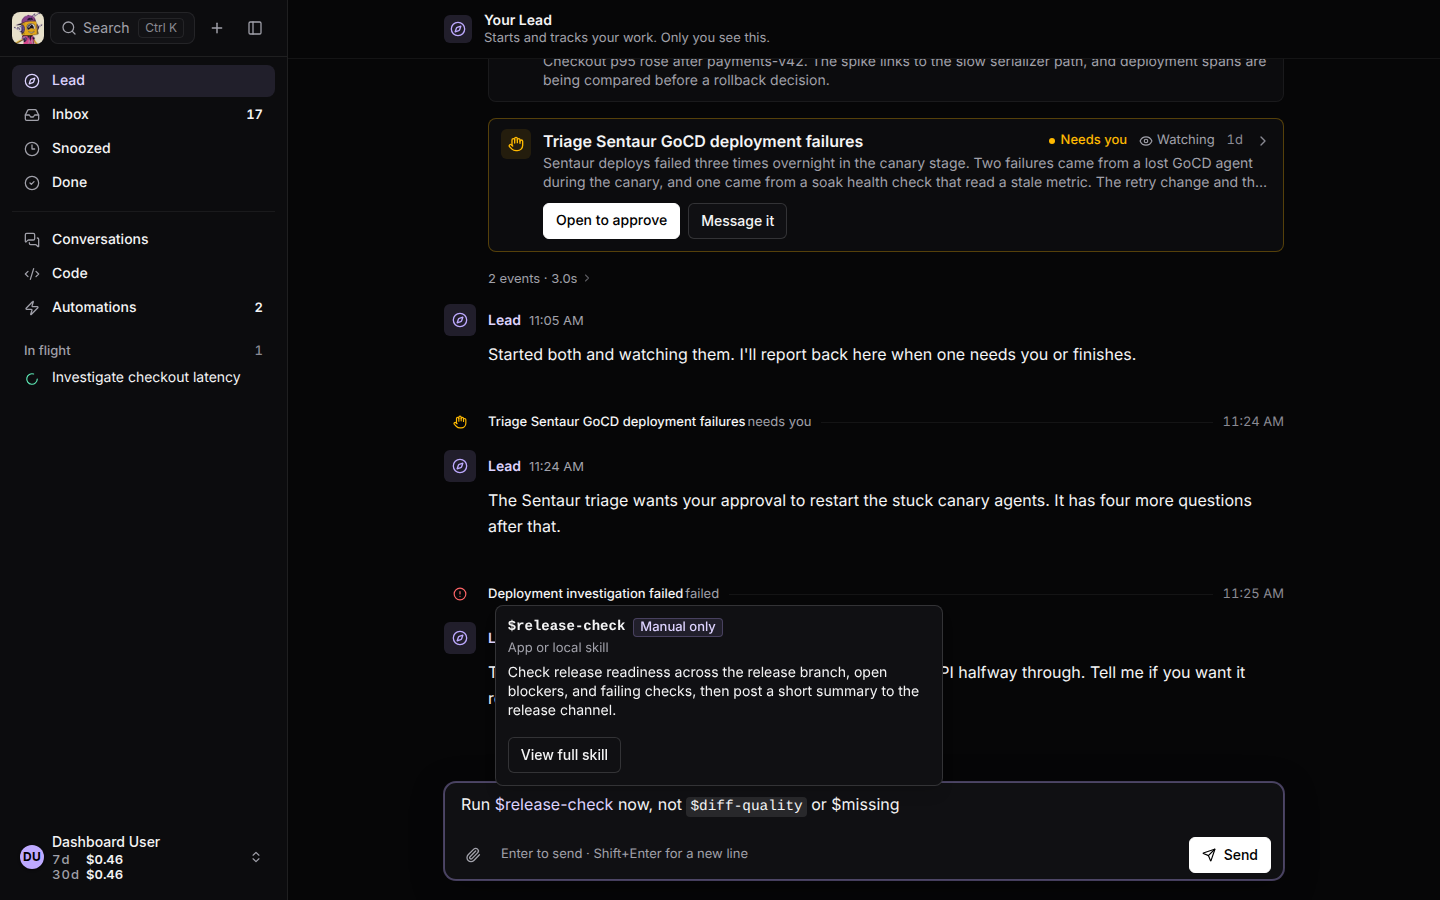 Search Ctrl K
Lead
Inbox 17
Snoozed
Done
Conversations
Code
Automations 2
In flight 1
Investigate checkout latency
DU
Dashboard User
7d $0.46
30d $0.46
Your Lead
Starts and tracks your work. Only you see this.
Checkout p95 rose after payments-v42. The spike links to the slow serializer path, and deployment spans are
being compared before a rollback decision.
Triage Sentaur GoCD deployment failures
Needs you Watching 1d
Sentaur deploys failed three times overnight in the canary stage. Two failures came from a lost GoCD agent
during the canary, and one came from a soak health check that read a stale metric. The retry change and th...
Open to approve Message it
2 events · 3.0s
Lead 11:05 AM
Started both and watching them. I'll report back here when one needs you or finishes.
Triage Sentaur GoCD deployment failures needs you 11:24 AM
Lead 11:24 AM
The Sentaur triage wants your approval to restart the stuck canary agents. It has four more questions
after that.
Deployment investigation failed failed 11:25 AM
$release-check Manual only
App or local skill
Check release readiness across the release branch, open
blockers, and failing checks, then post a short summary to the
release channel.
View full skill
halfway through. Tell me if you want it
Run $release-check now, not $diff-quality or $missing
Enter to send · Shift+Enter for a new line
Send